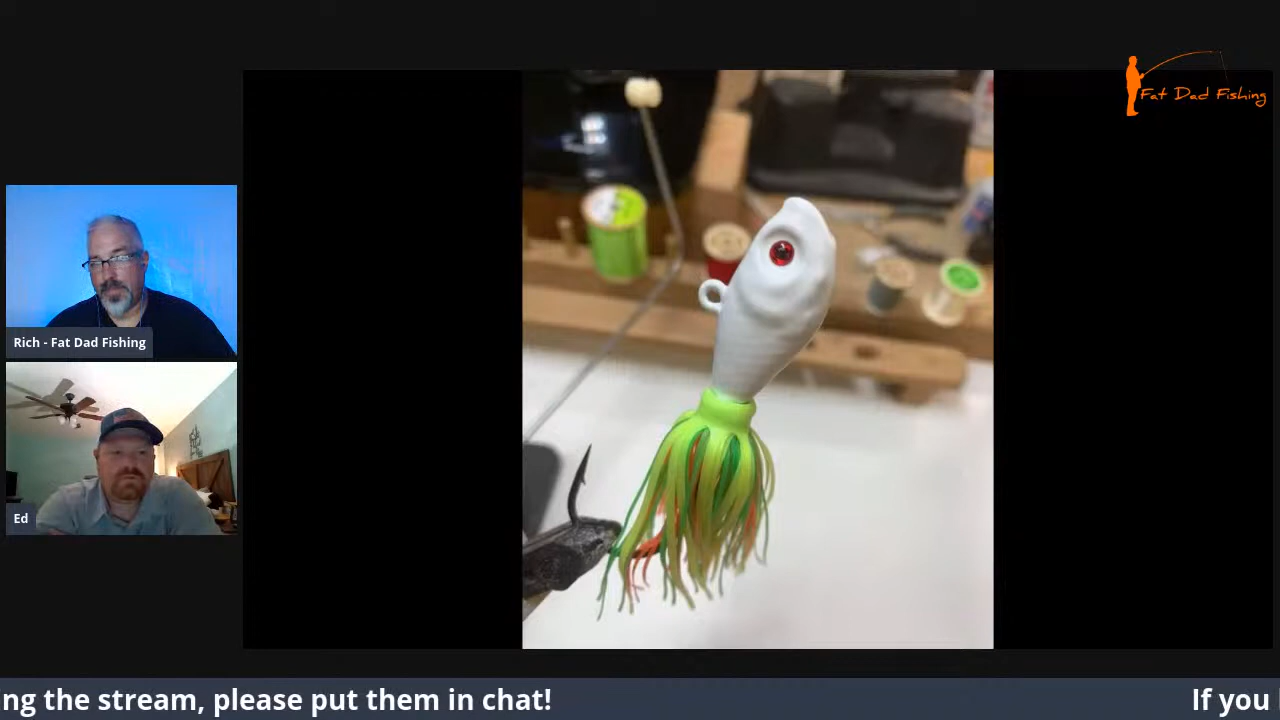 Fat Dad Fishing
Rich - Fat Dad Fishing
Ed
ng the stream, please put them in chat!
If you